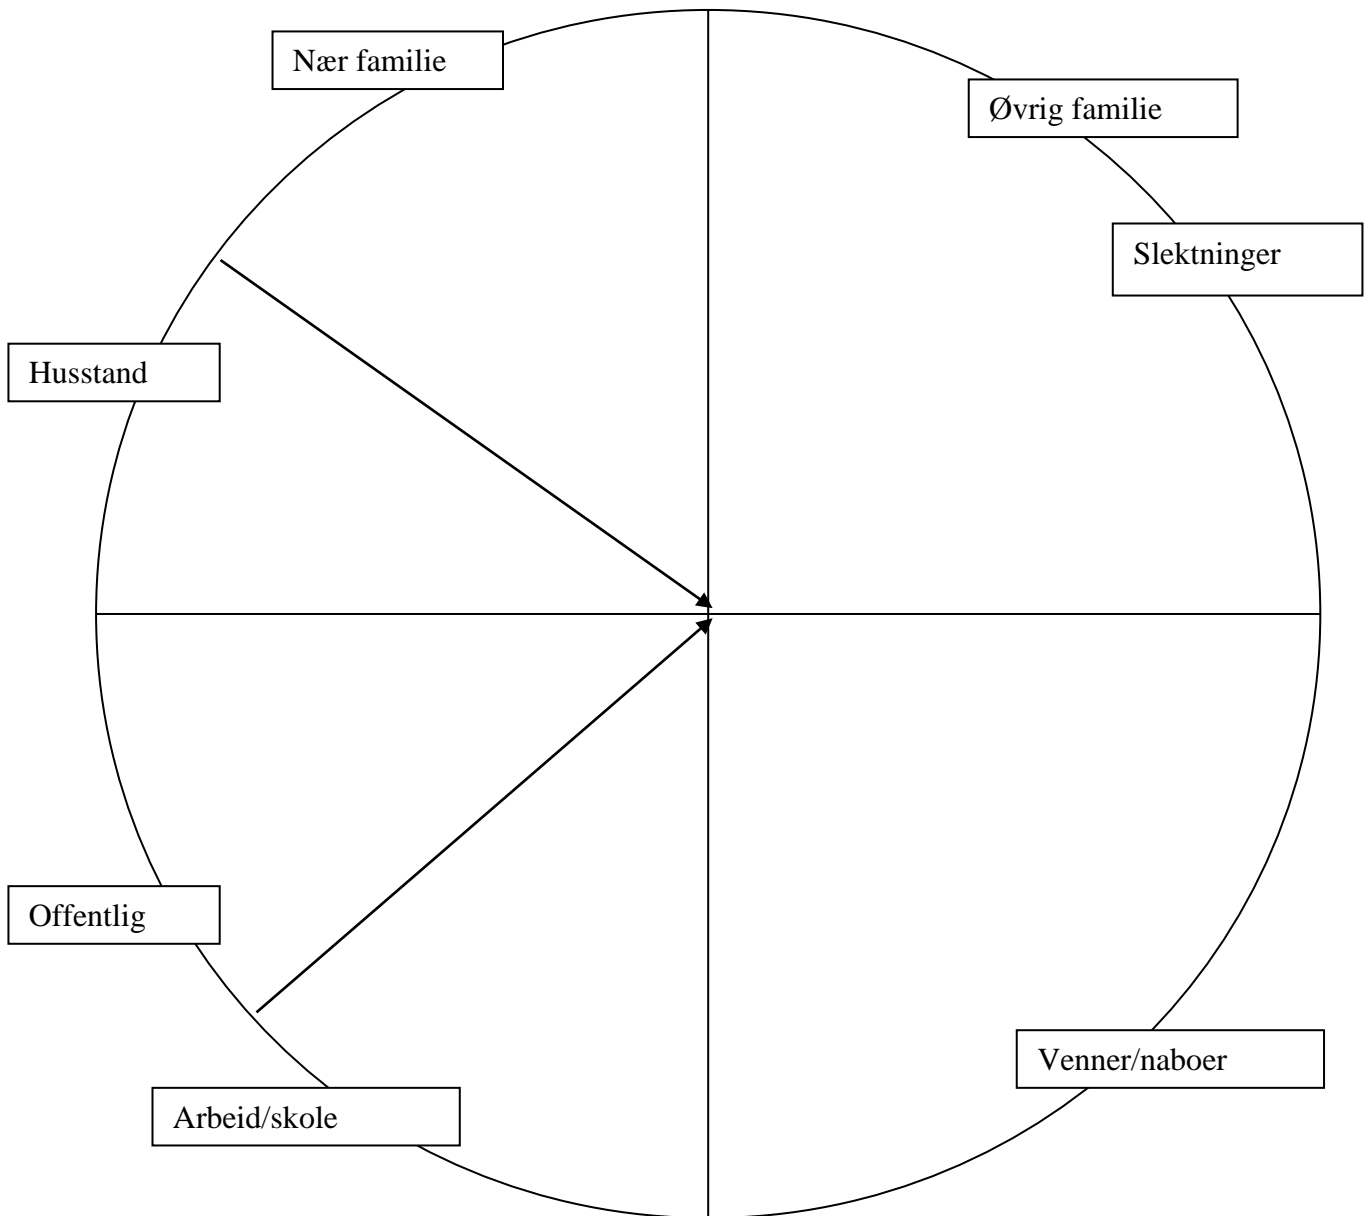 Nær familie
Øvrig familie
Slektninger
Husstand
Offentlig
Venner/naboer
Arbeid/skole